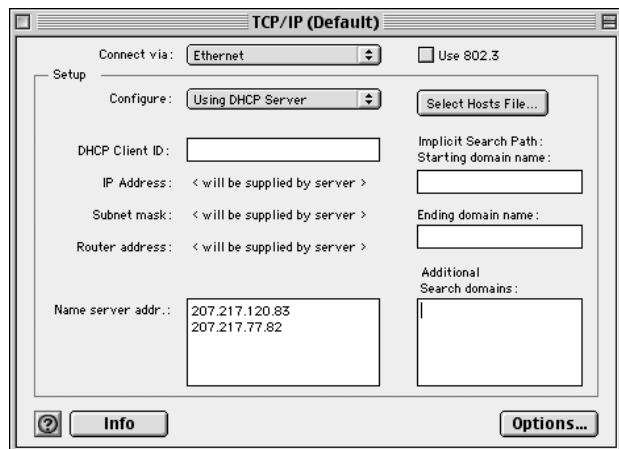 TCP/IP (Default)
Connect via: Ethernet
Use 802.3
Setup
Configure: Using DHCP Server
Select Hosts File...
DHCP Client ID:
Implicit Search Path:
Starting domain name:
IP Address: < will be supplied by server >
Subnet mask: < will be supplied by server >
Ending domain name:
Router address: < will be supplied by server >
Additional
Search domains:
Name server addr.: 207.217.120.83
207.217.77.82
?
Info
Options...